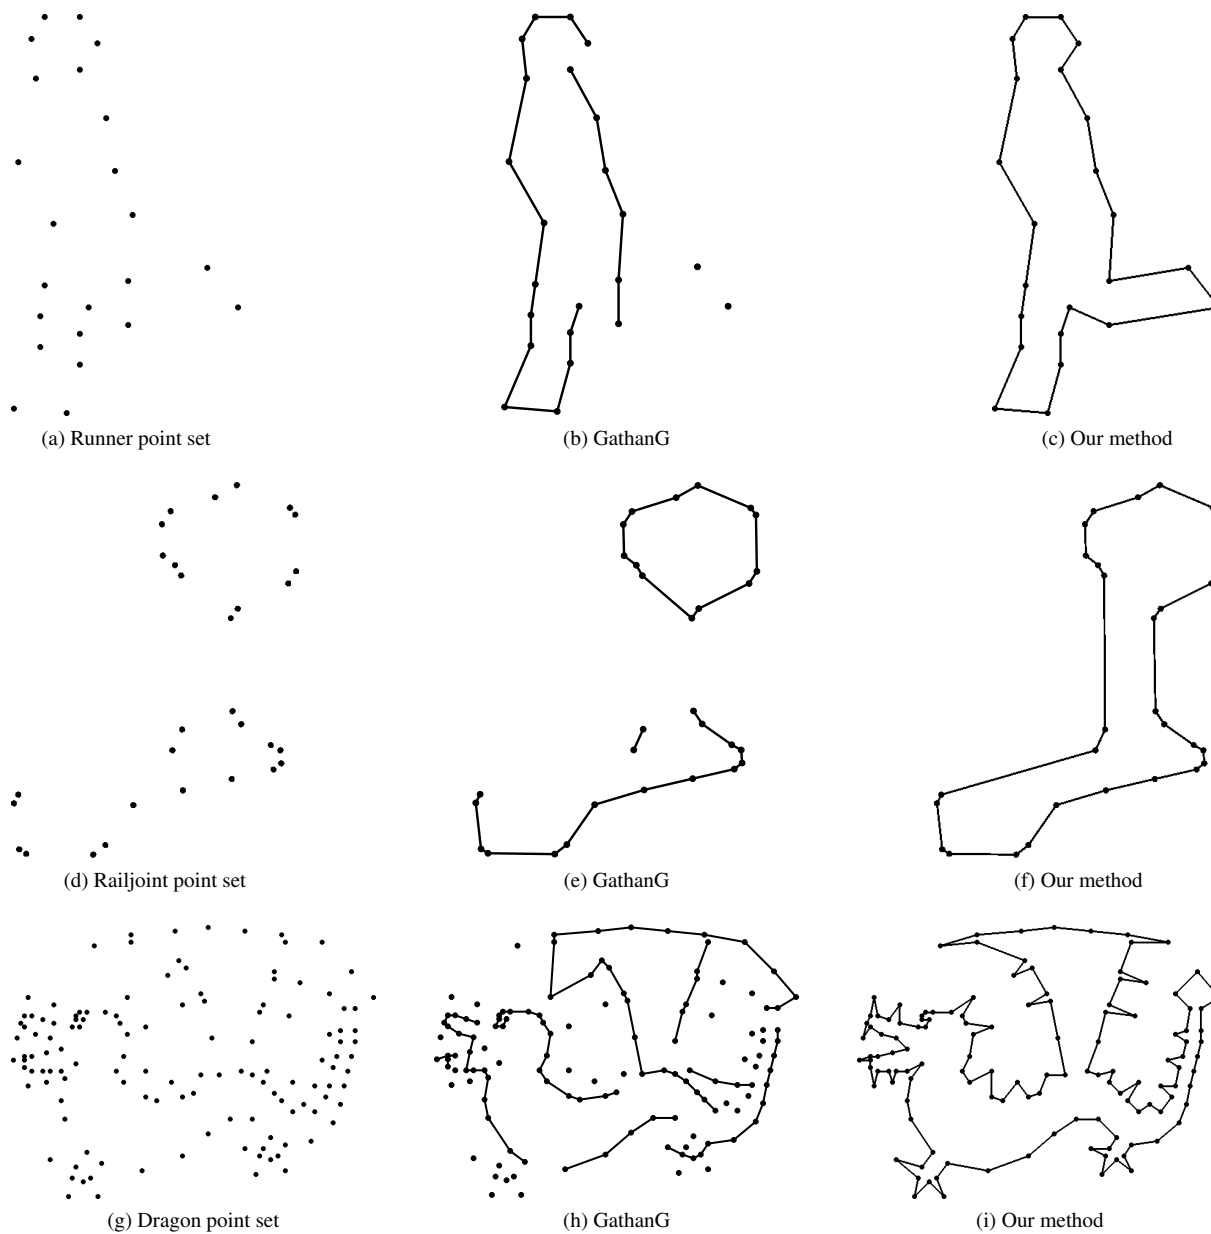 (a) Runner point set
(b) GathanG
(c) Our method
(d) Railjoint point set
(e) GathanG
(f) Our method
(g) Dragon point set
(h) GathanG
(i) Our method